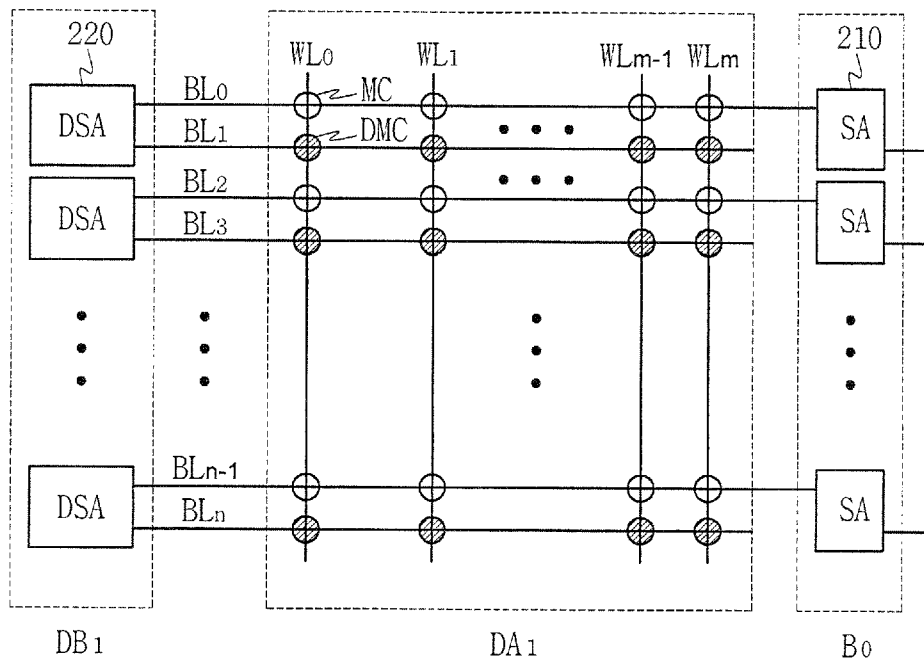 220
WL0 WL1 WLm-1 WLm
210
BL0
MC
DSA
SA
BL1
DMC
BL2
DSA
SA
BL3
BLn-1
DSA
SA
BLn
DB1
DA1
B0